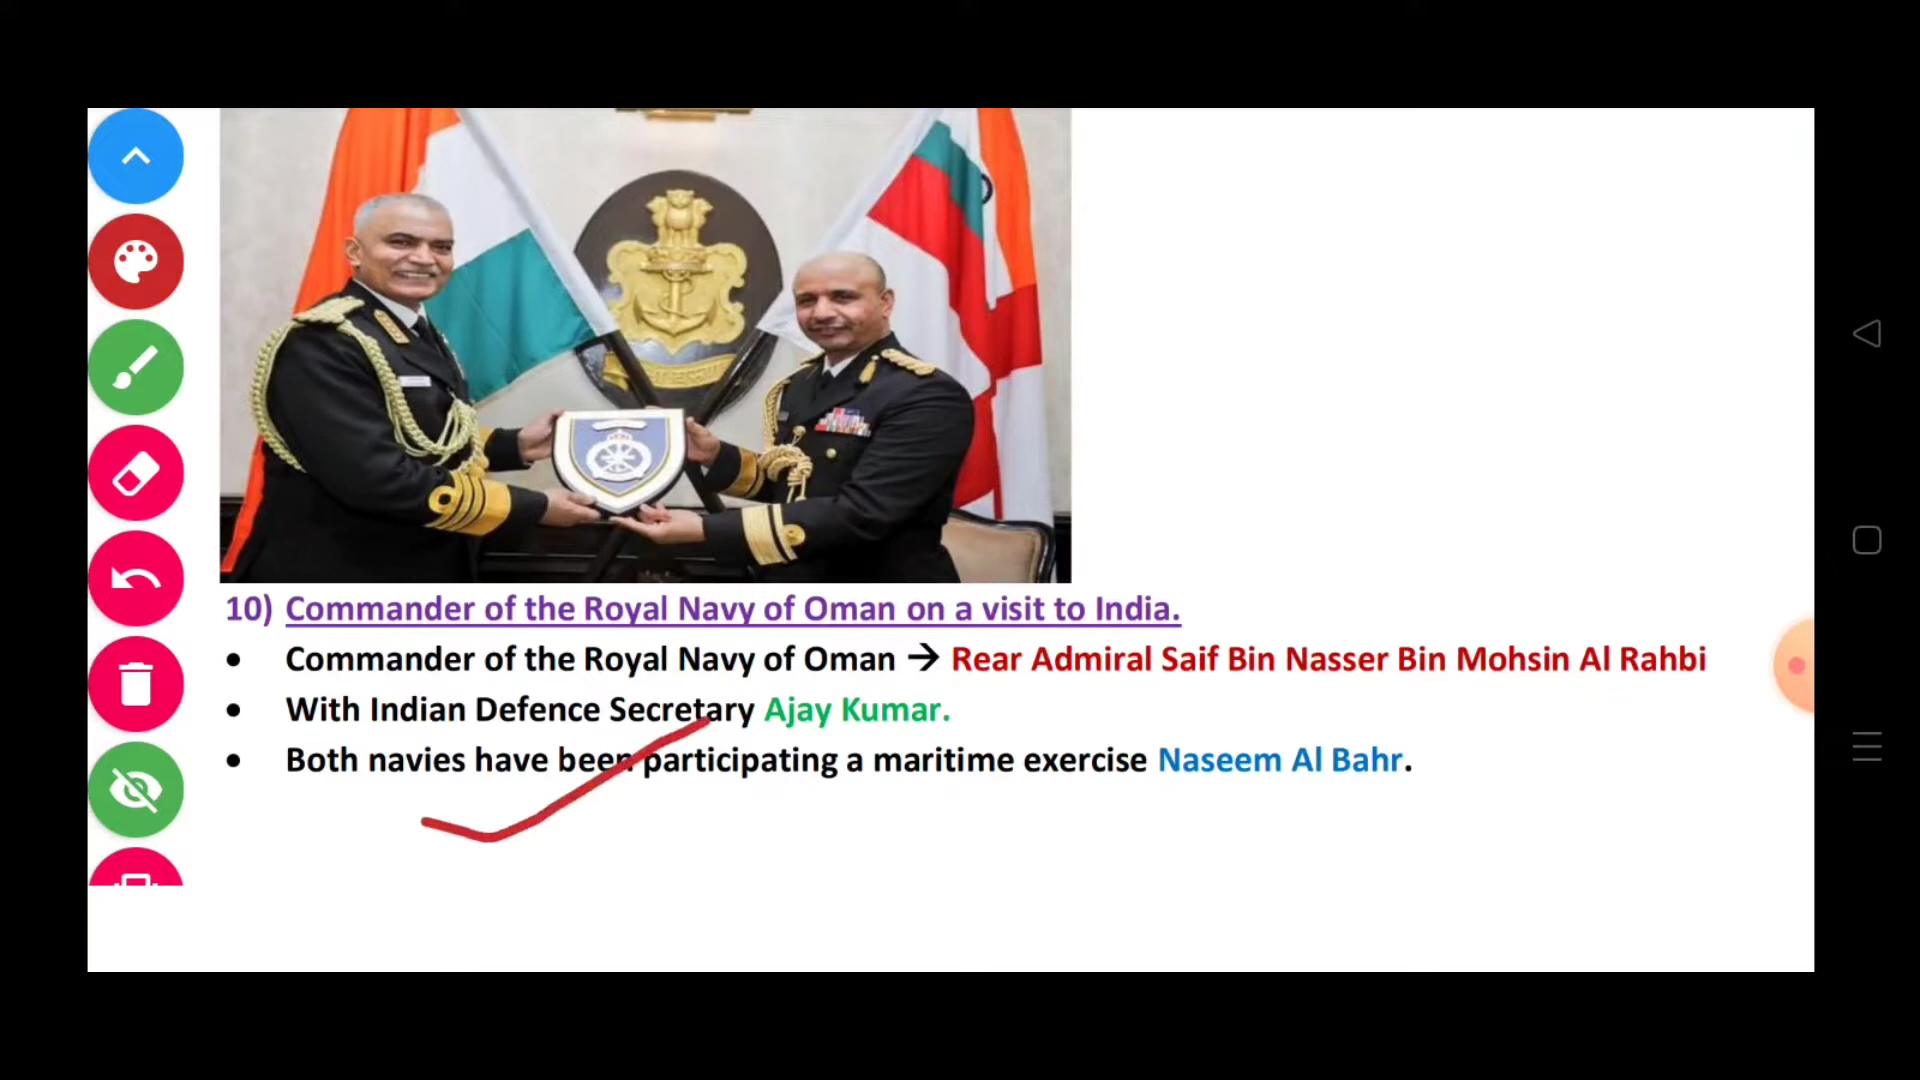 10) Commander of the Royal Navy of Oman on a visit to India.
• Commander of the Royal Navy of Oman → Rear Admiral Saif Bin Nasser Bin Mohsin Al Rahbi
• With Indian Defence Secretary Ajay Kumar.
• Both navies have been participating a maritime exercise Naseem Al Bahr.